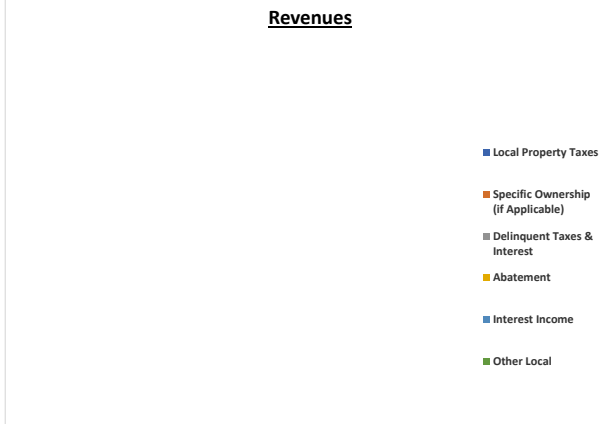 Revenues
Local Property Taxes
Specific Ownership
(if Applicable)
Delinquent Taxes &
Interest
Abatement
Interest Income
Other Local